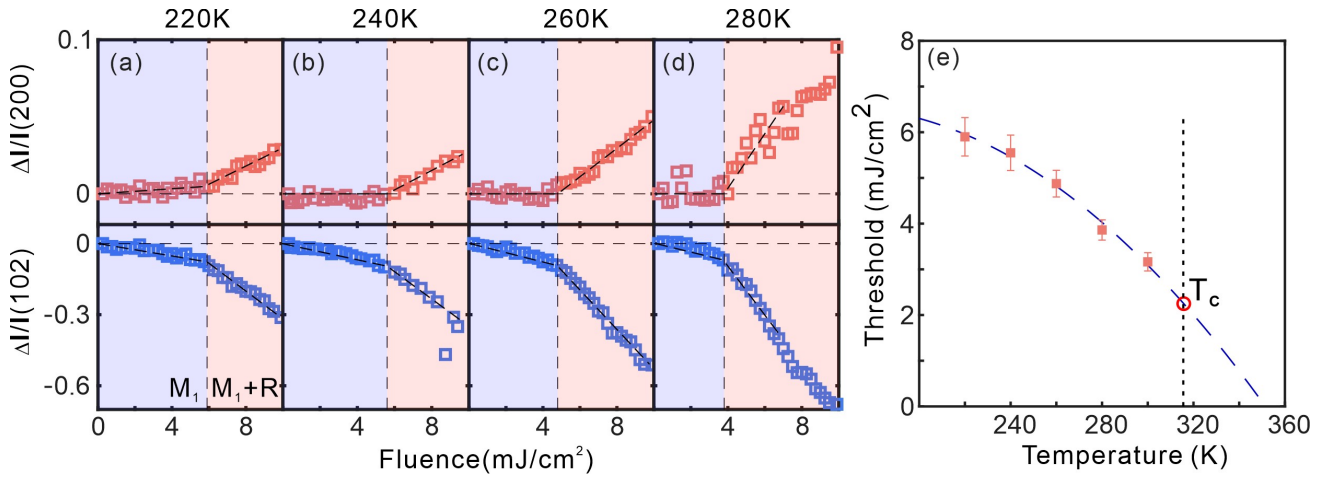 220K 240K 260K 280K
0.1
0
ΔI/I(200)
(a) (b) (c) (d)
0
-0.3
-0.6
ΔI/I(102)
M₁ M₁+R
0 4 8 4 8 4 8 4 8
Fluence(mJ/cm²)
(e)
8
6
4
2
0
Threshold(mJ/cm²)
Tc
240 280 320 360
Temperature (K)